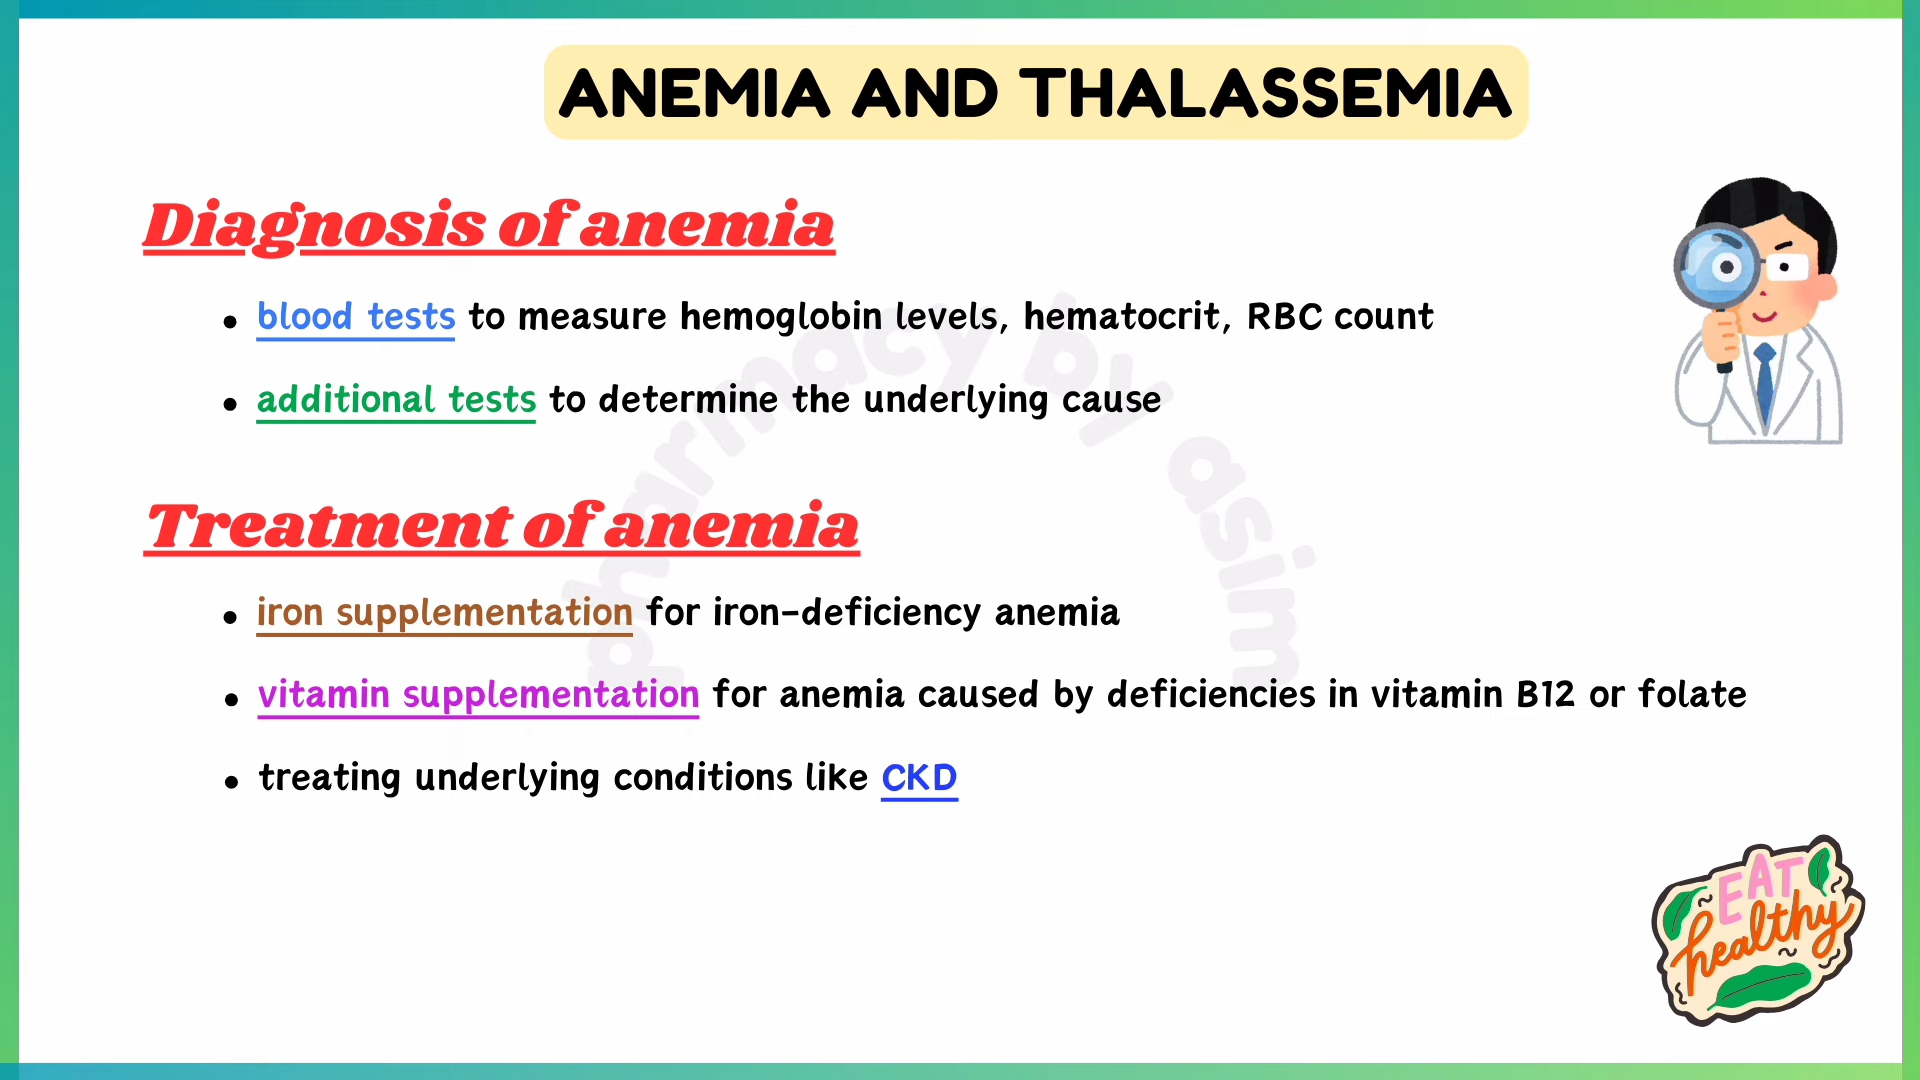 ANEMIA AND THALASSEMIA
Diagnosis of anemia
• blood tests to measure hemoglobin levels, hematocrit, RBC count
• additional tests to determine the underlying cause
Treatment of anemia
• iron supplementation for iron-deficiency anemia
• vitamin supplementation for anemia caused by deficiencies in vitamin B12 or folate
• treating underlying conditions like CKD
pharmacy by asim
EAT
healthy